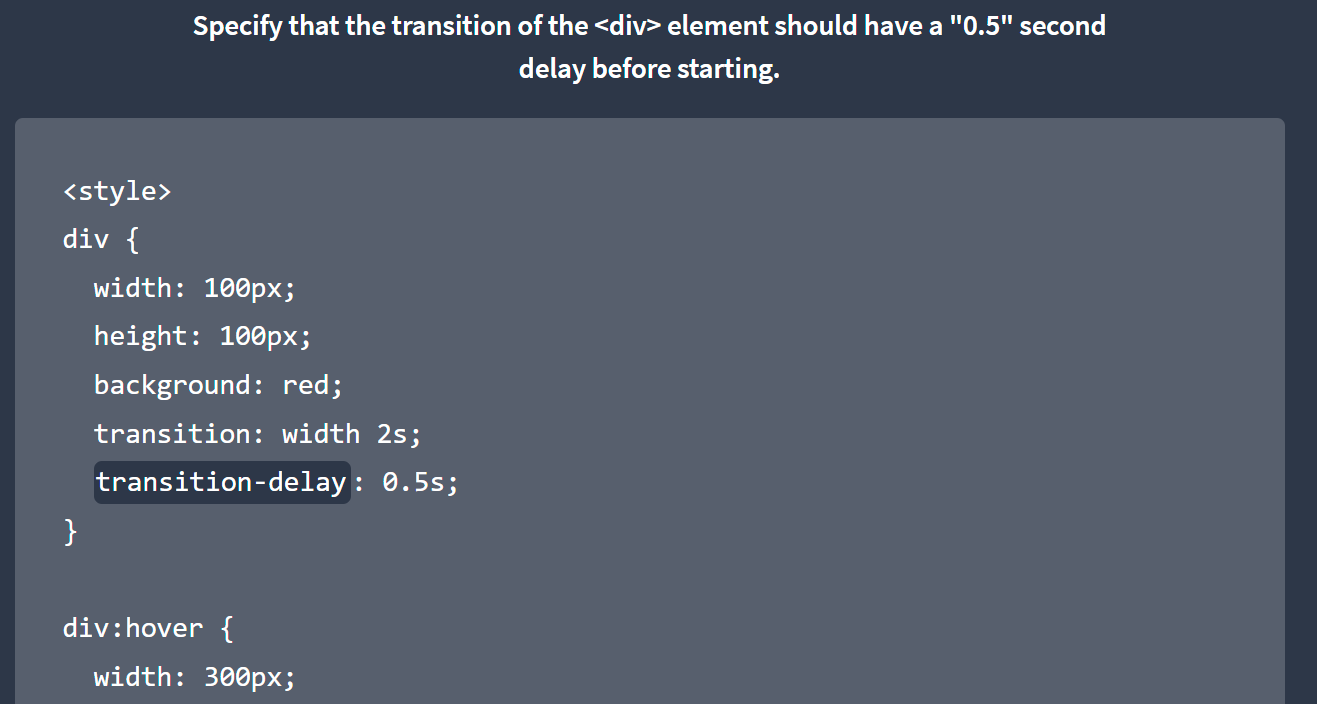 Specify that the transition of the <div> element should have a "0.5" second
delay before starting.
<style>
div {
  width: 100px;
  height: 100px;
  background: red;
  transition: width 2s;
  transition-delay: 0.5s;
}
div:hover {
  width: 300px;